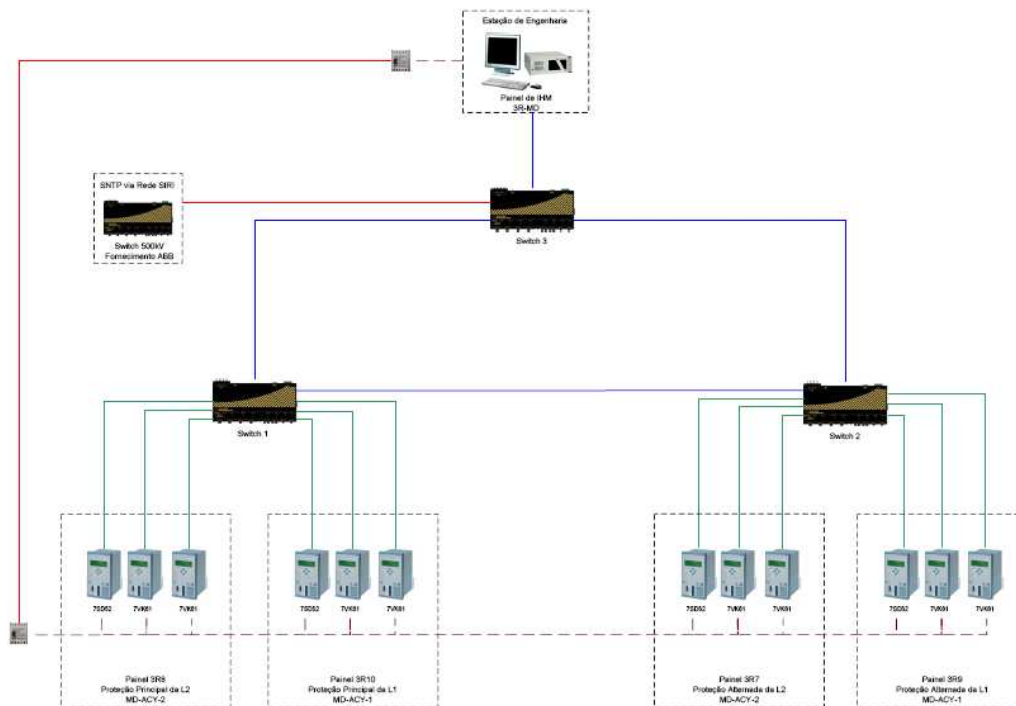 Estação de Engenharia
Painel de IHM
3R-MD
SNTP via Rede SIRI
Switch 500kV
Fornecimento ABB
Switch 3
Switch 1
Switch 2
7SD52 7VK61 7VK61
7SD52 7VK61 7VK61
7SD52 7VK61 7VK61
7SD52 7VK61 7VK61
Painel 3R8
Proteção Principal da L2
MD-ACY-2
Painel 3R10
Proteção Principal da L1
MD-ACY-1
Painel 3R7
Proteção Alternada da L2
MD-ACY-2
Painel 3R9
Proteção Alternada da L1
MD-ACY-1